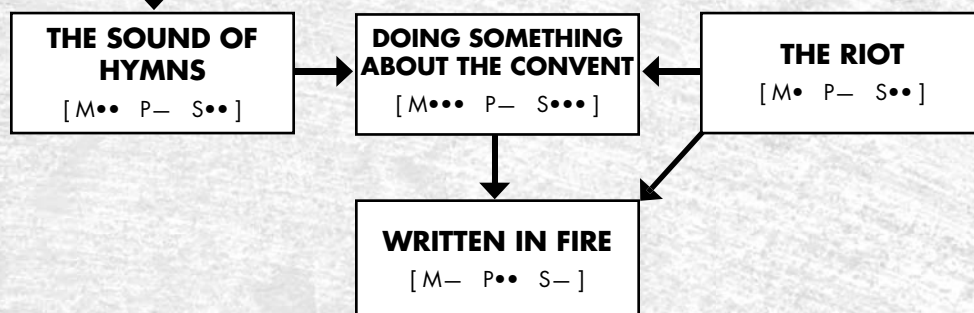 THE SOUND OF
HYMNS
[ M•• P— S•• ]
DOING SOMETHING
ABOUT THE CONVENT
[ M••• P— S••• ]
THE RIOT
[ M• P— S•• ]
WRITTEN IN FIRE
[ M— P•• S— ]